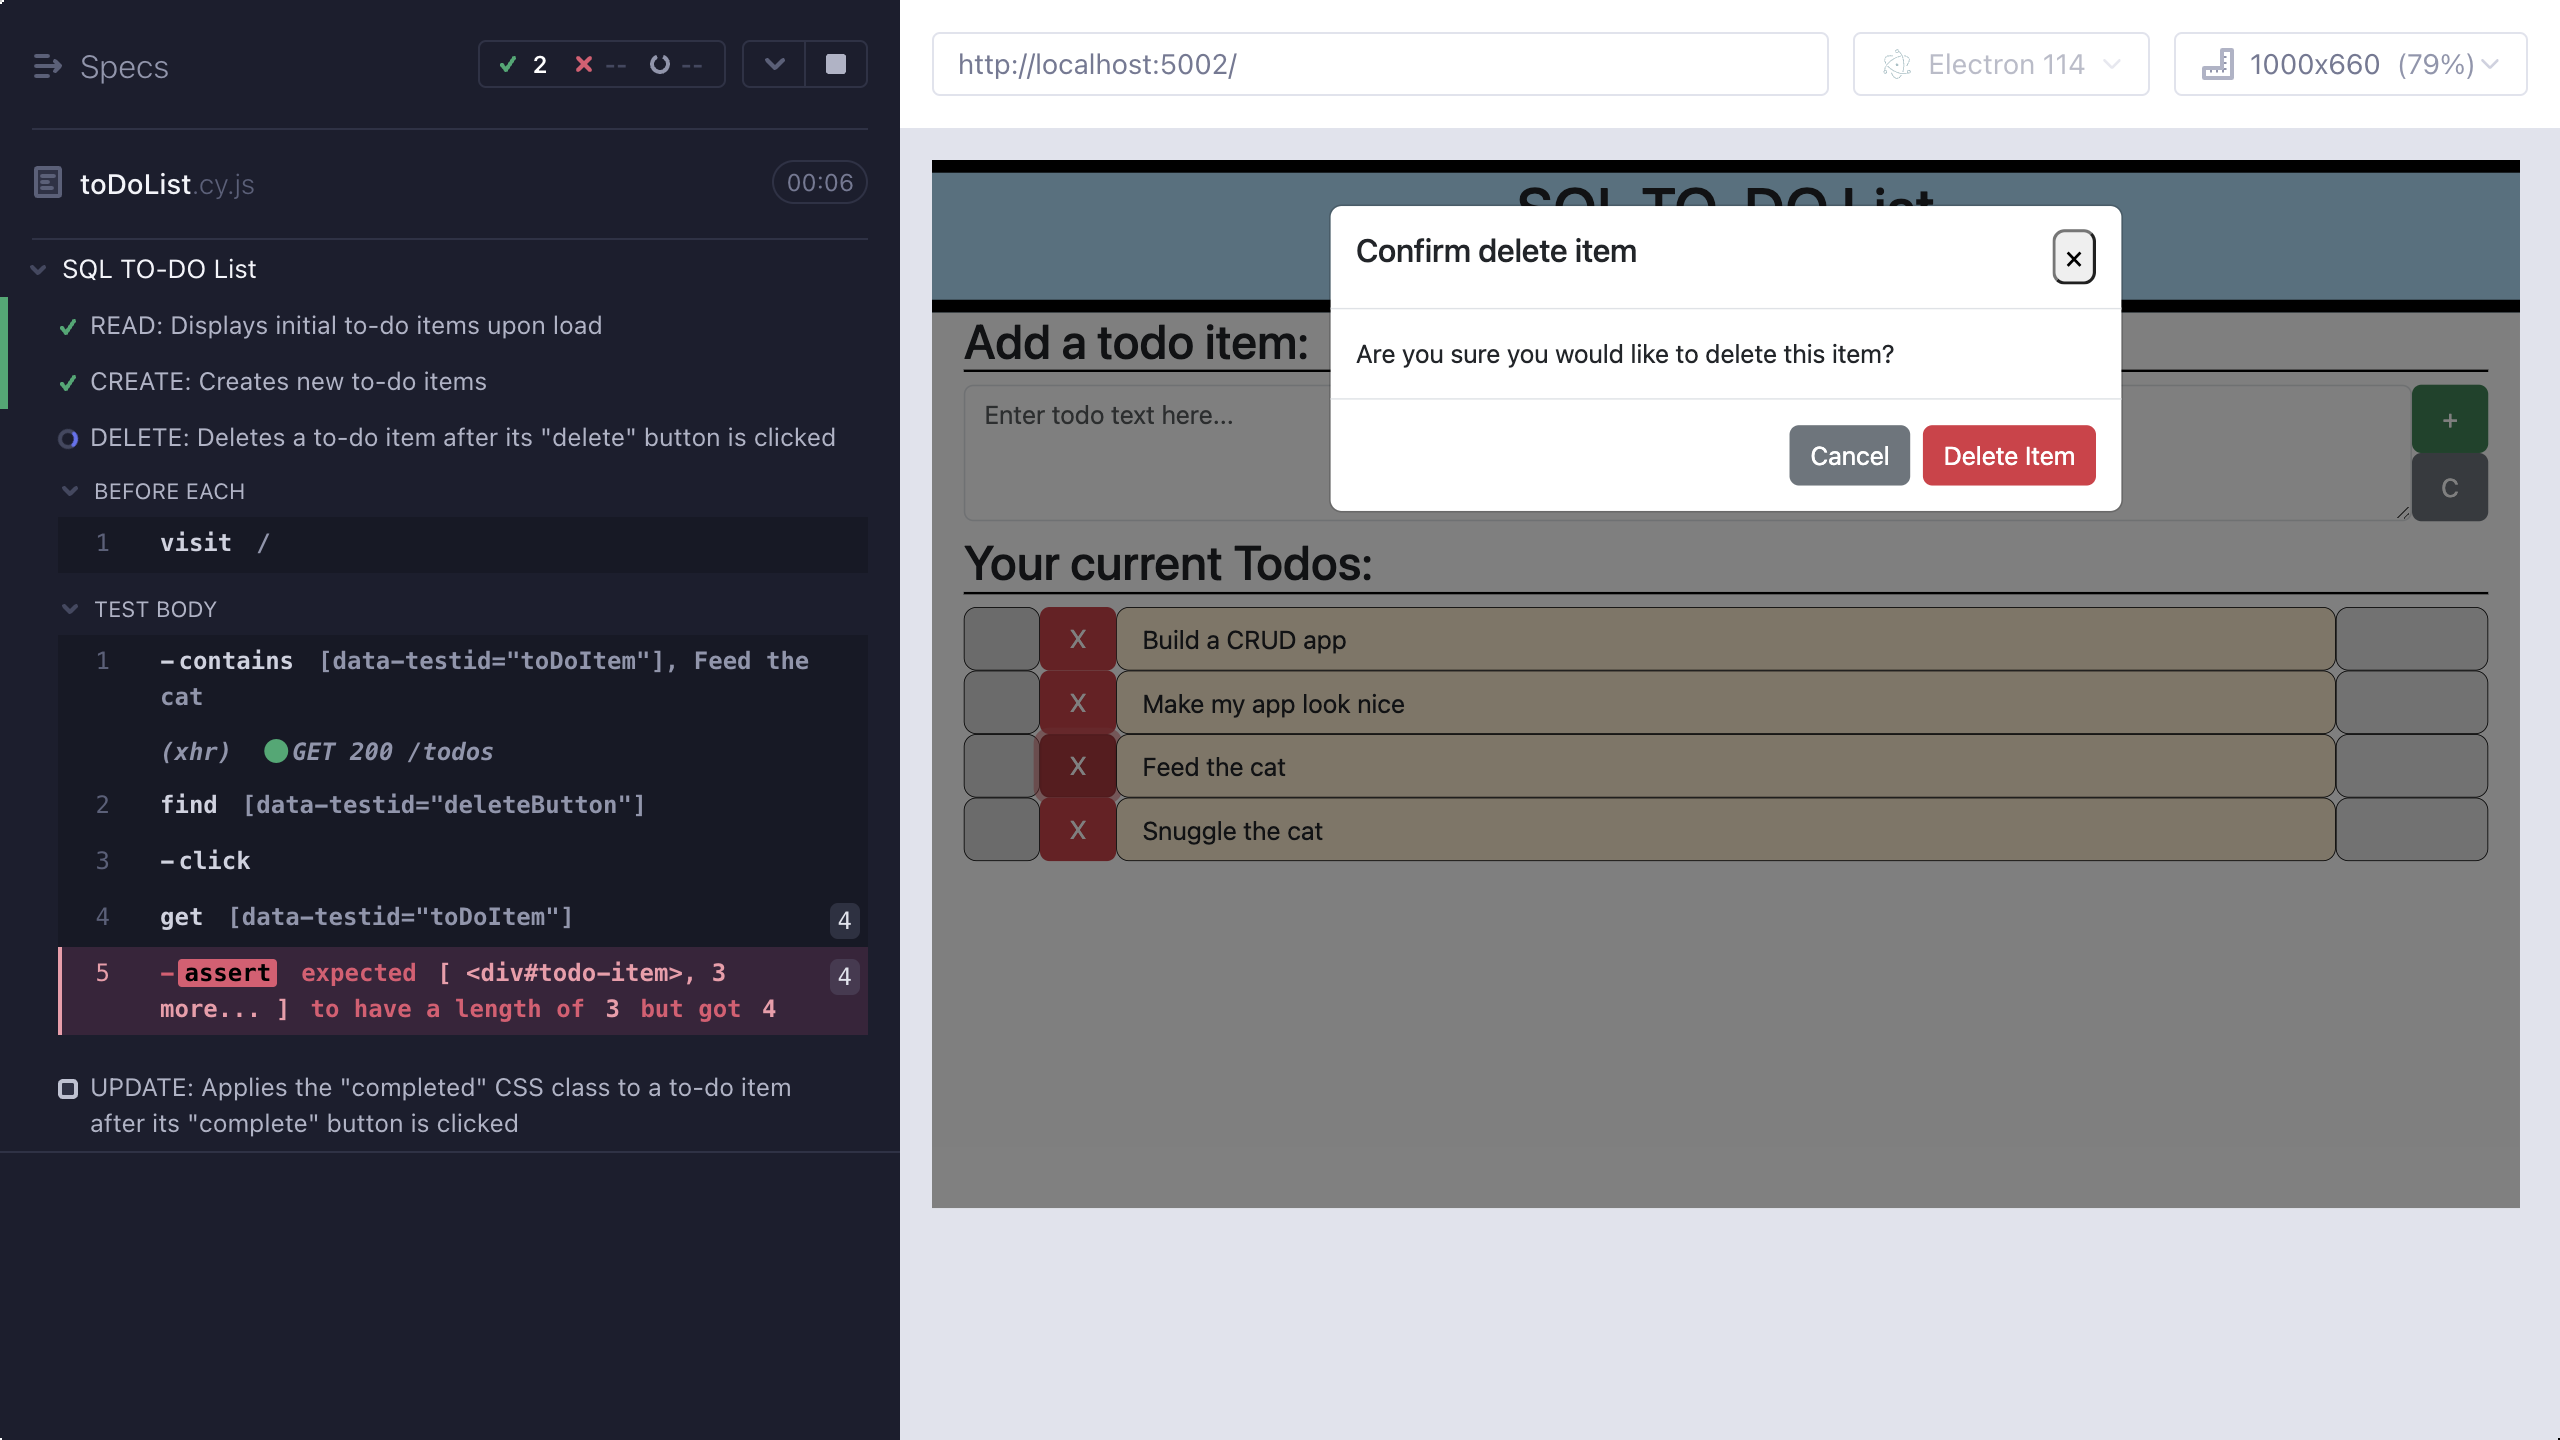 Specs
2 -- --
toDoList.cy.js
00:06
SQL TO-DO List
READ: Displays initial to-do items upon load
CREATE: Creates new to-do items
DELETE: Deletes a to-do item after its "delete" button is clicked
BEFORE EACH
1 visit /
TEST BODY
1 -contains [data-testid="toDoItem"], Feed the
cat
(xhr) GET 200 /todos
2 find [data-testid="deleteButton"]
3 -click
4 get [data-testid="toDoItem"] 4
5 -assert expected [ <div#todo-item>, 3 4
more... ] to have a length of 3 but got 4
UPDATE: Applies the "completed" CSS class to a to-do item
after its "complete" button is clicked
http://localhost:5002/
Electron 114
1000x660 (79%)
SQL TO-DO List
Confirm delete item
×
Are you sure you would like to delete this item?
Cancel
Delete Item
Add a todo item:
Enter todo text here...
+
C
Your current Todos:
X Build a CRUD app
X Make my app look nice
X Feed the cat
X Snuggle the cat